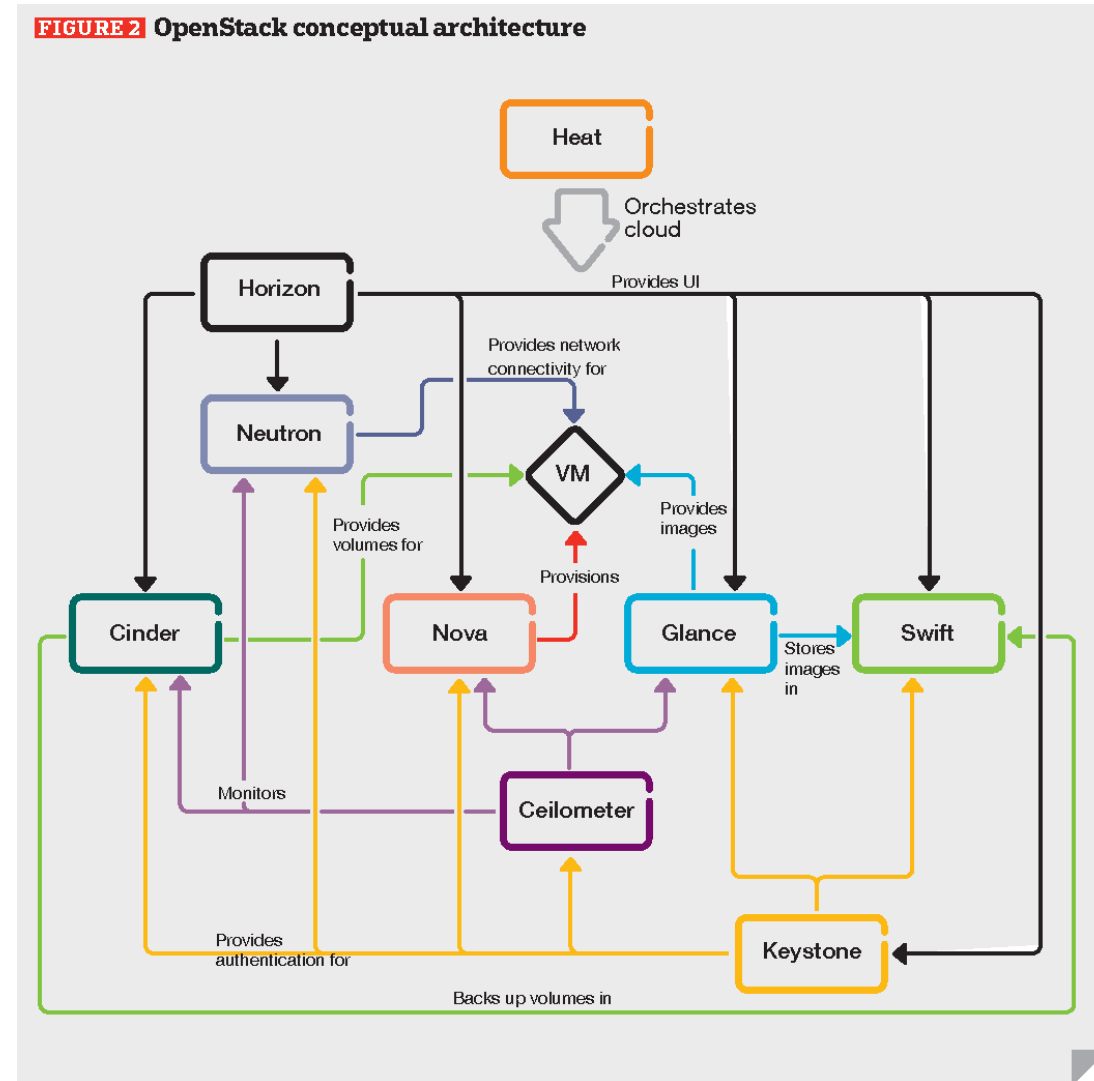 FIGURE 2 OpenStack conceptual architecture
Heat
Orchestrates
cloud
Horizon
Provides UI
Provides network
connectivity for
Neutron
VM
Provides
volumes for
Provides
images
Provisions
Cinder
Nova
Glance
Swift
Stores
images
in
Monitors
Ceilometer
Provides
authentication for
Keystone
Backs up volumes in